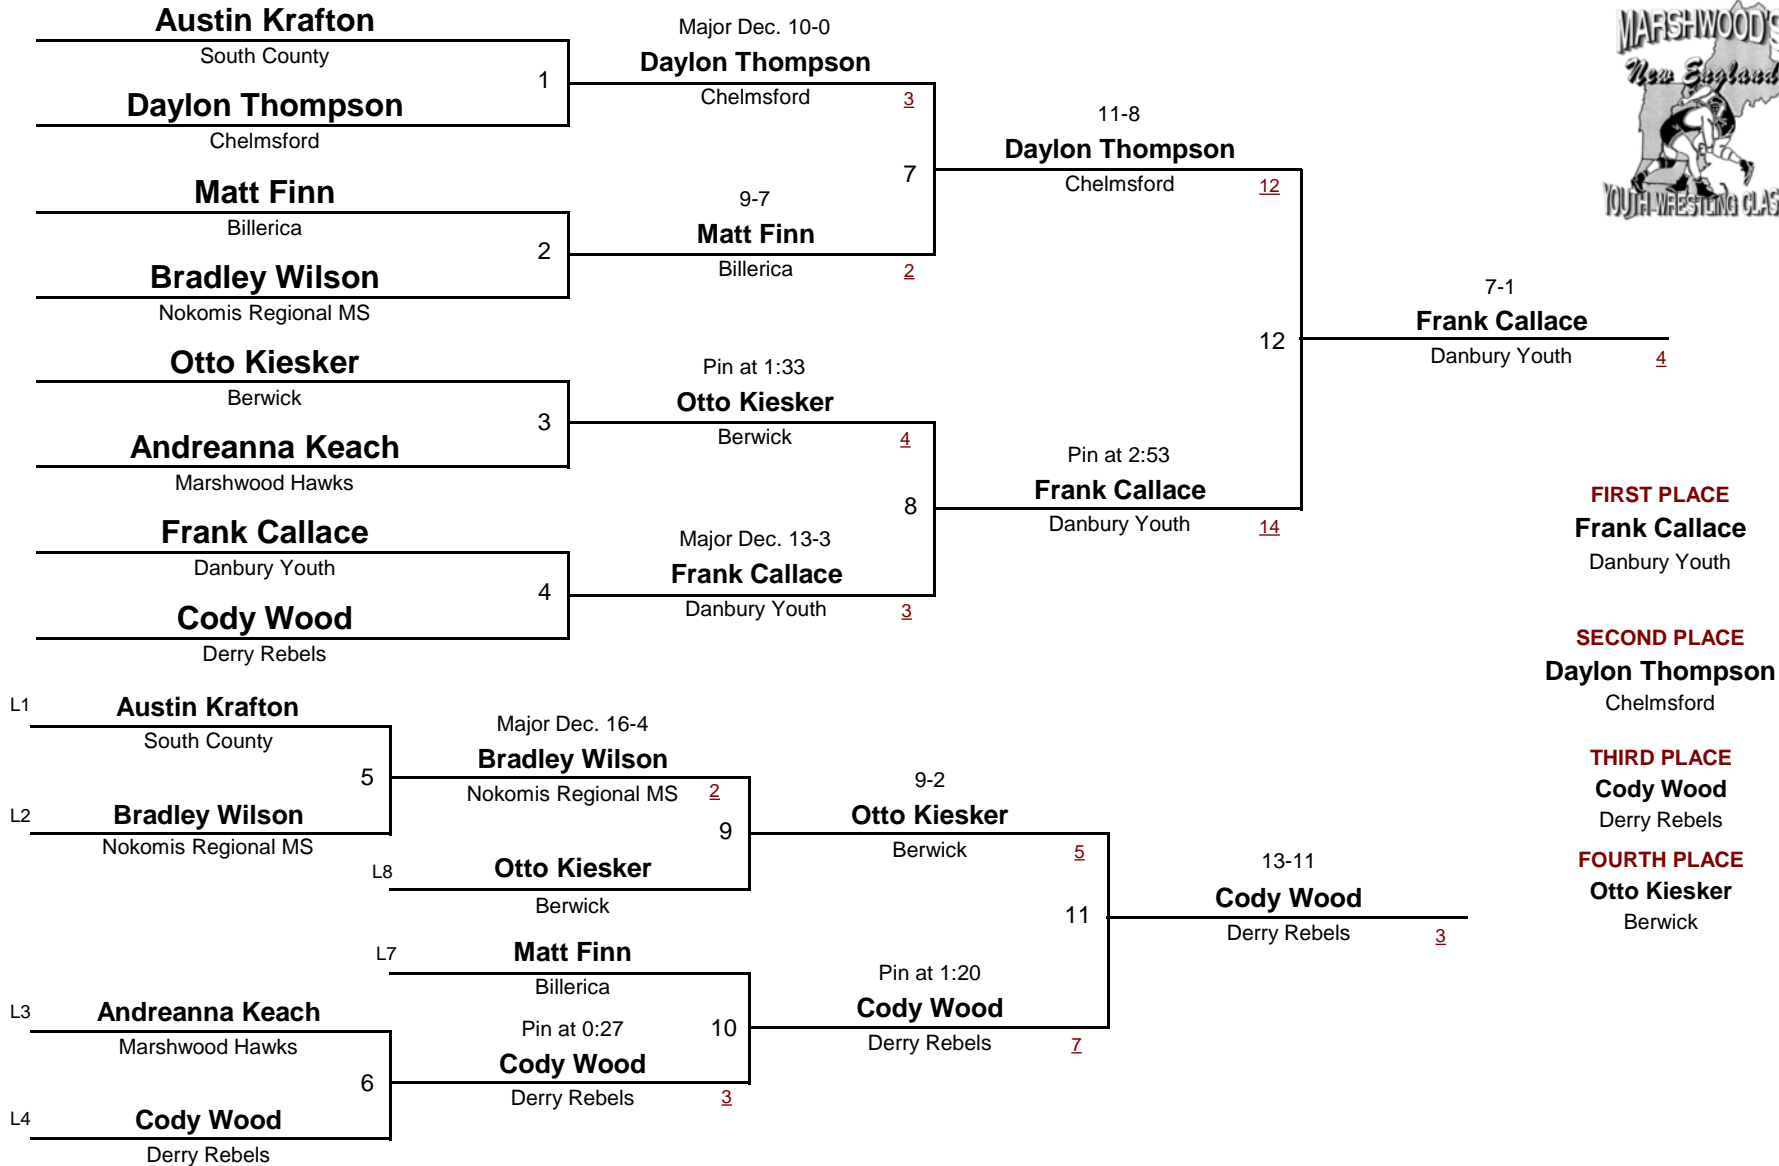 Austin Krafton
South County
1
Daylon Thompson
Chelmsford
Matt Finn
Billerica
2
Bradley Wilson
Nokomis Regional MS
Otto Kiesker
Berwick
3
Andreanna Keach
Marshwood Hawks
Frank Callace
Danbury Youth
4
Cody Wood
Derry Rebels
Major Dec. 10-0
Daylon Thompson
Chelmsford 3
7
9-7
Matt Finn
Billerica 2
Pin at 1:33
Otto Kiesker
Berwick 4
8
Major Dec. 13-3
Frank Callace
Danbury Youth 3
11-8
Daylon Thompson
Chelmsford 12
12
Pin at 2:53
Frank Callace
Danbury Youth 14
7-1
Frank Callace
Danbury Youth 4
MARSHWOOD'S
New England
YOUTH WRESTLING CLAS
FIRST PLACE
Frank Callace
Danbury Youth
SECOND PLACE
Daylon Thompson
Chelmsford
THIRD PLACE
Cody Wood
Derry Rebels
FOURTH PLACE
Otto Kiesker
Berwick
L1 Austin Krafton
South County
5
L2 Bradley Wilson
Nokomis Regional MS
Major Dec. 16-4
Bradley Wilson
Nokomis Regional MS 2
9
L8 Otto Kiesker
Berwick
L7 Matt Finn
Billerica
10
L3 Andreanna Keach
Marshwood Hawks
6
L4 Cody Wood
Derry Rebels
Pin at 0:27
Cody Wood
Derry Rebels 3
9-2
Otto Kiesker
Berwick 5
11
Pin at 1:20
Cody Wood
Derry Rebels 7
13-11
Cody Wood
Derry Rebels 3